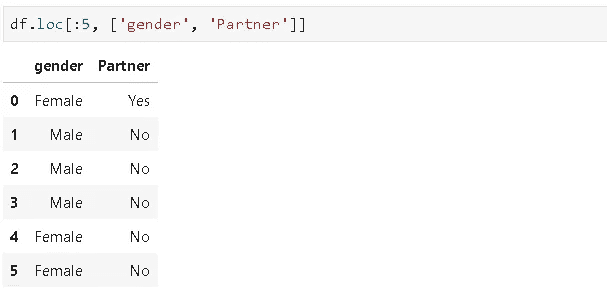 df.loc[:5, ['gender', 'Partner']]
gender Partner
0 Female Yes
1 Male No
2 Male No
3 Male No
4 Female No
5 Female No